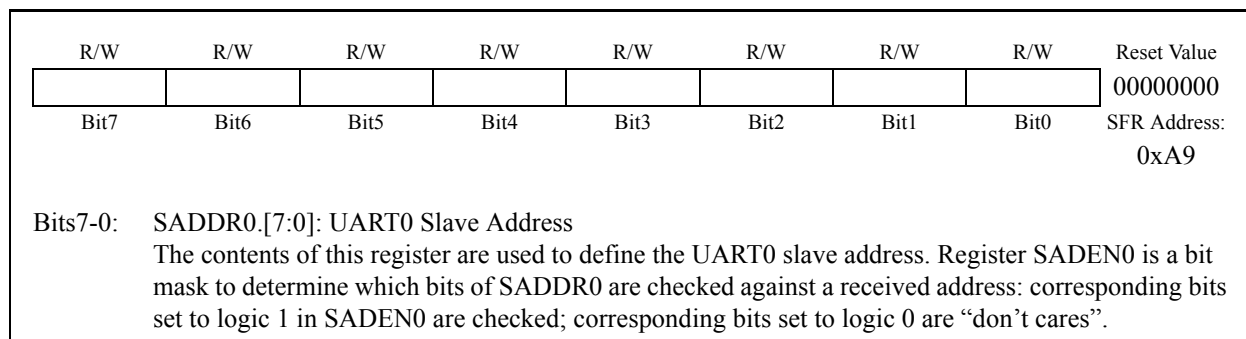 R/W R/W R/W R/W R/W R/W R/W R/W Reset Value
00000000
Bit7 Bit6 Bit5 Bit4 Bit3 Bit2 Bit1 Bit0 SFR Address:
0xA9
Bits7-0: SADDR0.[7:0]: UART0 Slave Address
The contents of this register are used to define the UART0 slave address. Register SADEN0 is a bit
mask to determine which bits of SADDR0 are checked against a received address: corresponding bits
set to logic 1 in SADEN0 are checked; corresponding bits set to logic 0 are “don’t cares”.